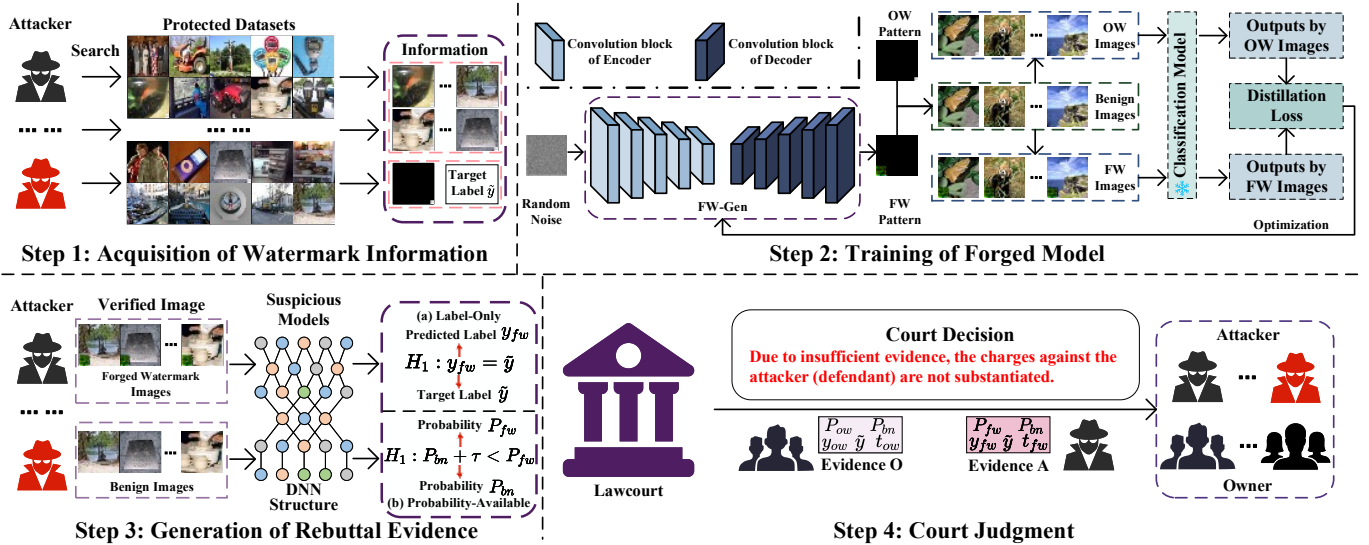 Attacker
Search
Protected Datasets
Information
Target
Label ỹ
Random
Noise
Step 1: Acquisition of Watermark Information
Convolution block
of Encoder
Convolution block
of Decoder
FW-Gen
OW
Pattern
FW
Pattern
OW
Images
Benign
Images
FW
Images
Classification Model
Outputs by
OW Images
Distillation
Loss
Outputs by
FW Images
Optimization
Step 2: Training of Forged Model
Attacker
Verified Image
Forged Watermark
Images
Benign Images
Suspicious
Models
DNN
Structure
(a) Label-Only
Predicted Label y_fw
H₁ : y_fw = ỹ
Target Label ỹ
Probability P_fw
H₁ : P_bn + τ < P_fw
Probability P_bn
(b) Probability-Available
Step 3: Generation of Rebuttal Evidence
Lawcourt
Court Decision
Due to insufficient evidence, the charges against the
attacker (defendant) are not substantiated.
P_ow P_bn
y_ow ỹ t_ow
Evidence O
P_fw P_bn
y_fw ỹ t_fw
Evidence A
Attacker
Owner
Step 4: Court Judgment